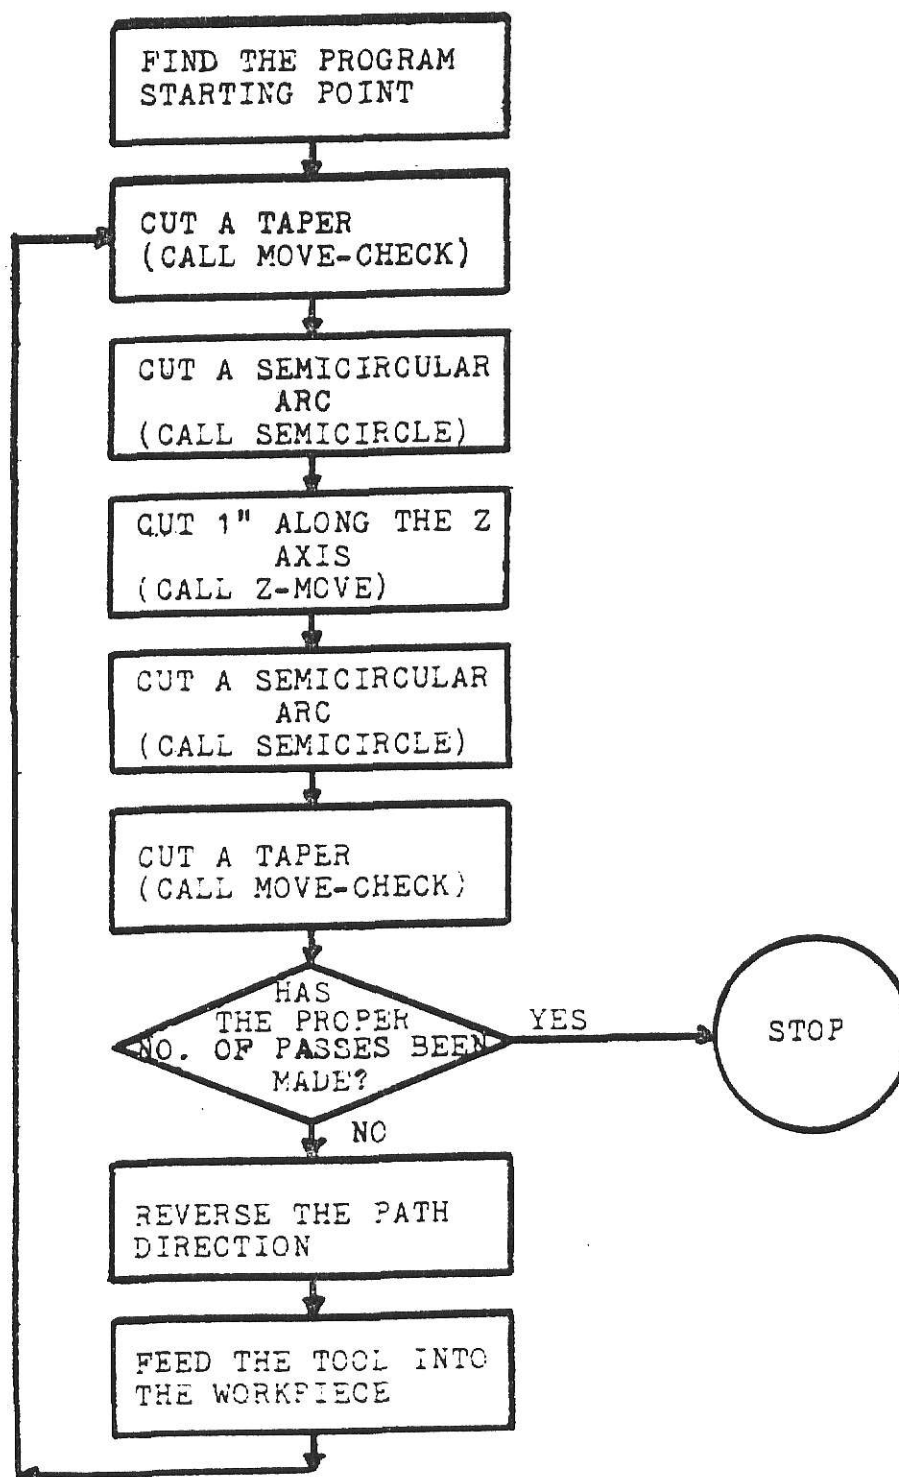 FIND THE PROGRAM
STARTING POINT
CUT A TAPER
(CALL MOVE-CHECK)
CUT A SEMICIRCULAR
ARC
(CALL SEMICIRCLE)
CUT 1" ALONG THE Z
AXIS
(CALL Z-MOVE)
CUT A SEMICIRCULAR
ARC
(CALL SEMICIRCLE)
CUT A TAPER
(CALL MOVE-CHECK)
HAS
THE PROPER
NO. OF PASSES BEEN
MADE?
YES
STOP
NO
REVERSE THE PATH
DIRECTION
FEED THE TOOL INTO
THE WORKPIECE